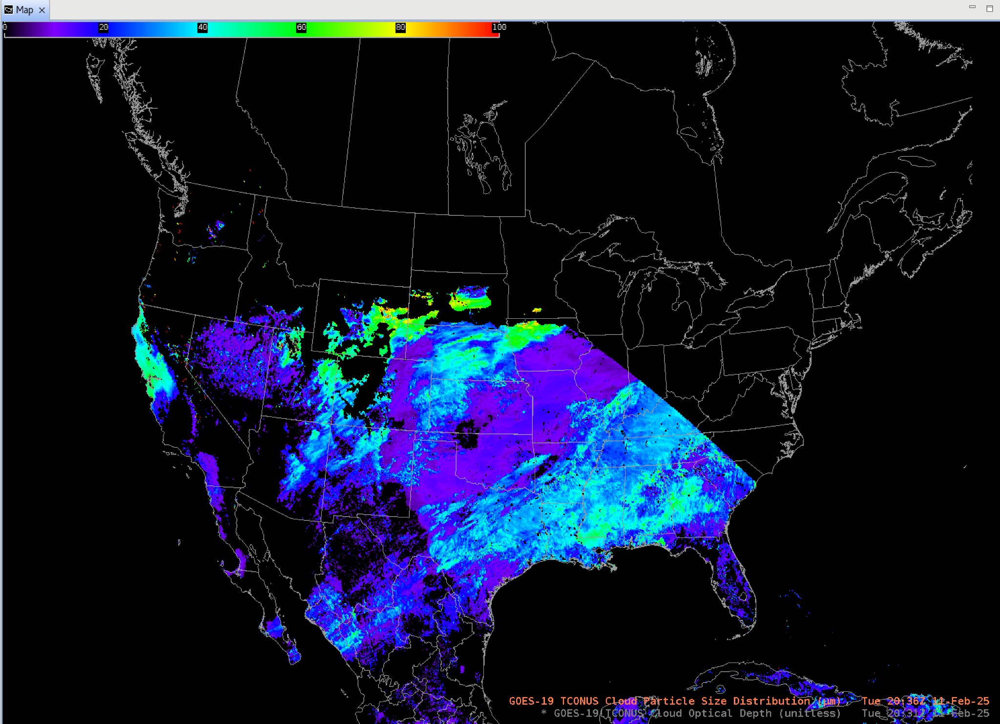 Map
0 20 40 60 80 100
GOES-19 TCONUS Cloud Particle Size Distribution (µm) Tue 20:36Z 11-Feb-25
* GOES-19 TCONUS Cloud Optical Depth (unitless) Tue 20:31Z 11-Feb-25